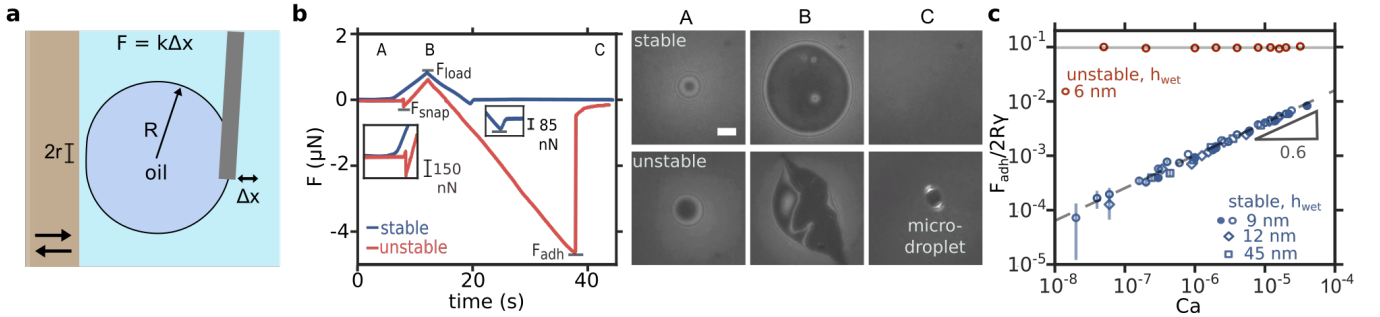 a
F = kΔx
R
oil
2r
Δx
b
2
0
-2
-4
F (µN)
A
B
C
F_load
F_snap
150
nN
85
nN
stable
unstable
F_adh
0
20
40
time (s)
A
B
C
stable
unstable
micro-
droplet
c
10^-1
10^-2
10^-3
10^-4
10^-5
F_adh/2Rγ
unstable, h_wet
6 nm
0.6
stable, h_wet
9 nm
12 nm
45 nm
10^-8
10^-7
10^-6
10^-5
10^-4
Ca